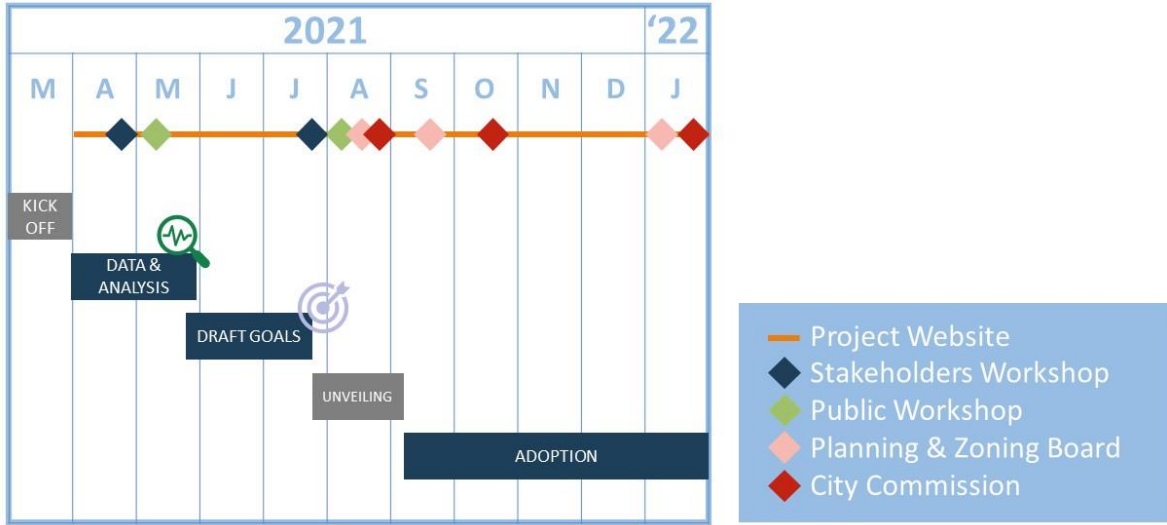 2021 ‘22
M A M J J A S O N D J
KICK
OFF
DATA &
ANALYSIS
DRAFT GOALS
UNVEILING
ADOPTION
Project Website
Stakeholders Workshop
Public Workshop
Planning & Zoning Board
City Commission